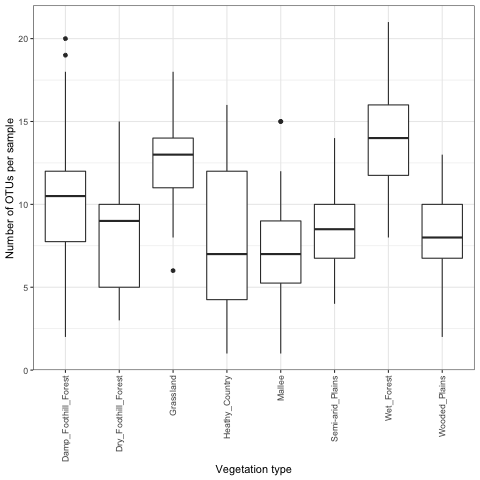 Number of OTUs per sample
20
15
10
5
0
Damp_Foothill_Forest
Dry_Foothill_Forest
Grassland
Heathy_Country
Mallee
Semi-arid_Plains
Wet_Forest
Wooded_Plains
Vegetation type